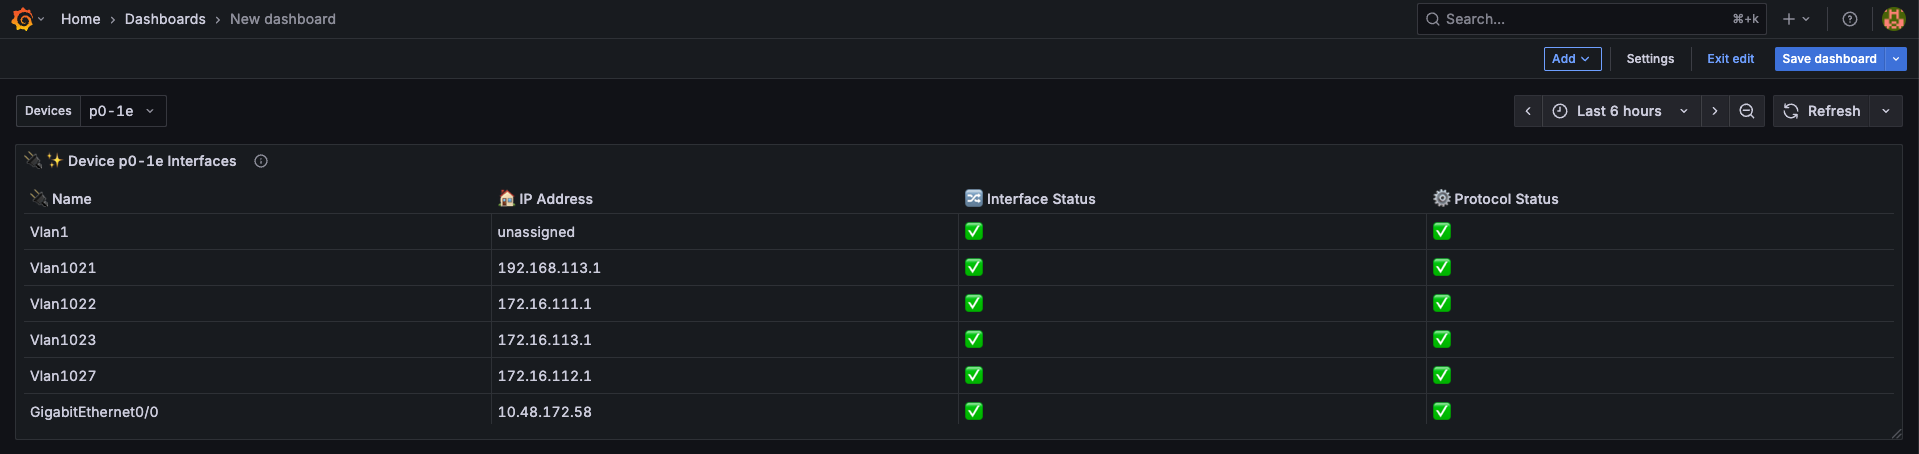 Home › Dashboards › New dashboard
Search... ⌘+k
Add Settings Exit edit Save dashboard
Devices p0-1e Last 6 hours Refresh
🔌 ✨ Device p0-1e Interfaces
🔌 Name 🏠 IP Address 🔀 Interface Status ⚙️ Protocol Status
Vlan1 unassigned ✅ ✅
Vlan1021 192.168.113.1 ✅ ✅
Vlan1022 172.16.111.1 ✅ ✅
Vlan1023 172.16.113.1 ✅ ✅
Vlan1027 172.16.112.1 ✅ ✅
GigabitEthernet0/0 10.48.172.58 ✅ ✅